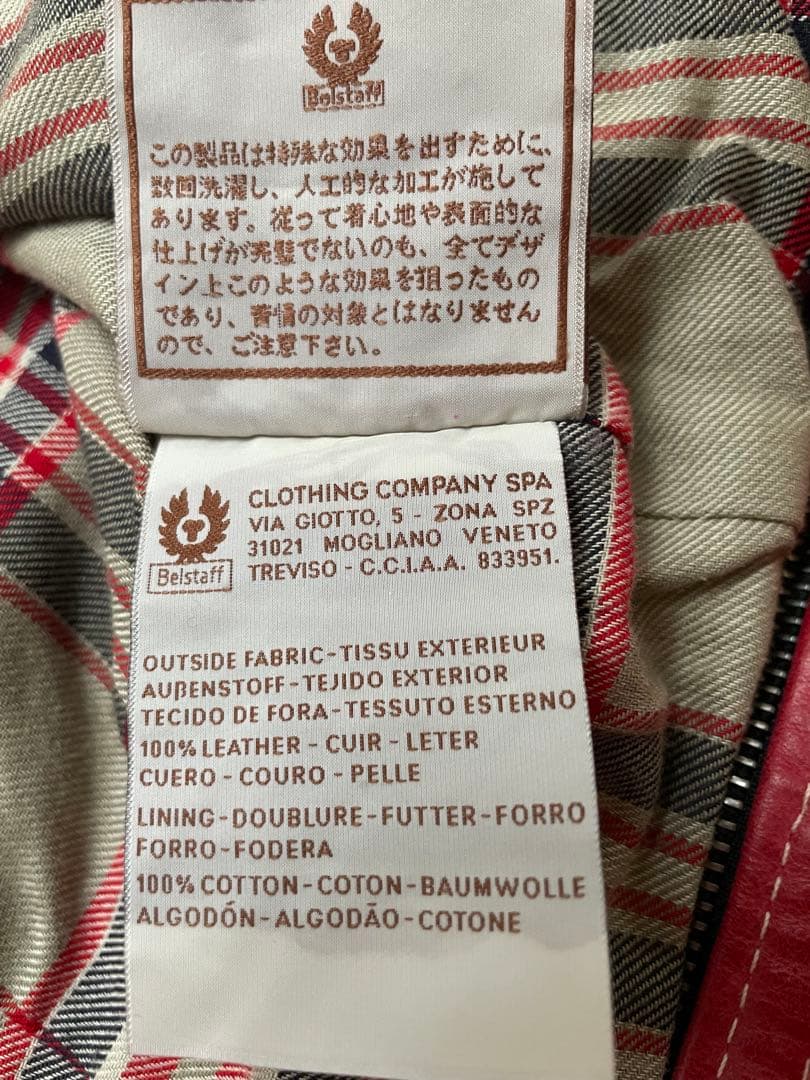 Belstaff
この製品は特殊な効果を出すために、
数回洗濯し、人工的な加工が施して
あります。従って着心地や表面的な
仕上げが完璧でないのも、全てデザ
イン上このような効果を狙ったもの
であり、苦情の対象とはなりません
ので、ご注意下さい。
CLOTHING COMPANY SPA
VIA GIOTTO, 5 - ZONA SPZ
31021 MOGLIANO VENETO
TREVISO - C.C.I.A.A. 833951.
Belstaff
OUTSIDE FABRIC-TISSU EXTERIEUR
AUßENSTOFF-TEJIDO EXTERIOR
TECIDO DE FORA-TESSUTO ESTERNO
100% LEATHER - CUIR - LETER
CUERO - COURO - PELLE
LINING-DOUBLURE-FUTTER-FORRO
FORRO-FODERA
100% COTTON-COTON-BAUMWOLLE
ALGODÓN-ALGODÃO-COTONE